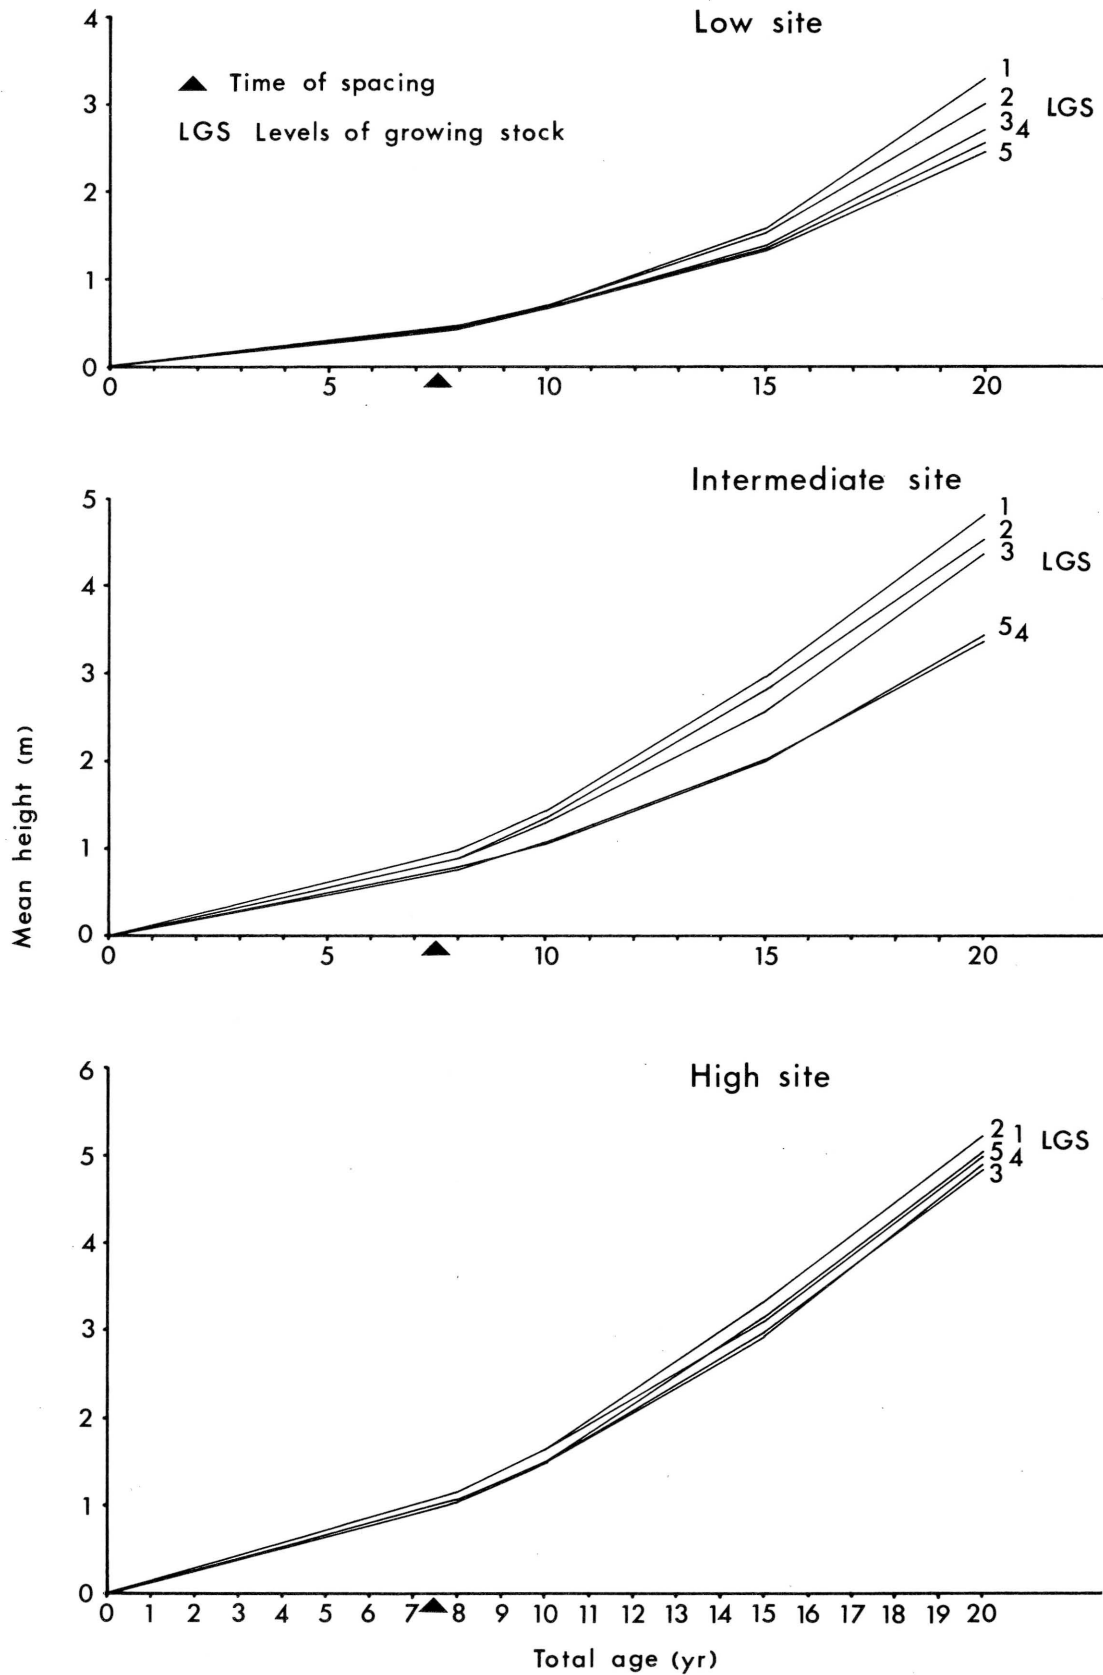 Low site
4
▲ Time of spacing
LGS Levels of growing stock
3
2
1
0
1
2
3 4
5
LGS
0 5 10 15 20
Intermediate site
5
4
3
2
1
0
1
2
3
LGS
5 4
0 5 10 15 20
Mean height (m)
High site
6
5
4
3
2
1
0
2 1
5 4
3
LGS
0 1 2 3 4 5 6 7 8 9 10 11 12 13 14 15 16 17 18 19 20
Total age (yr)